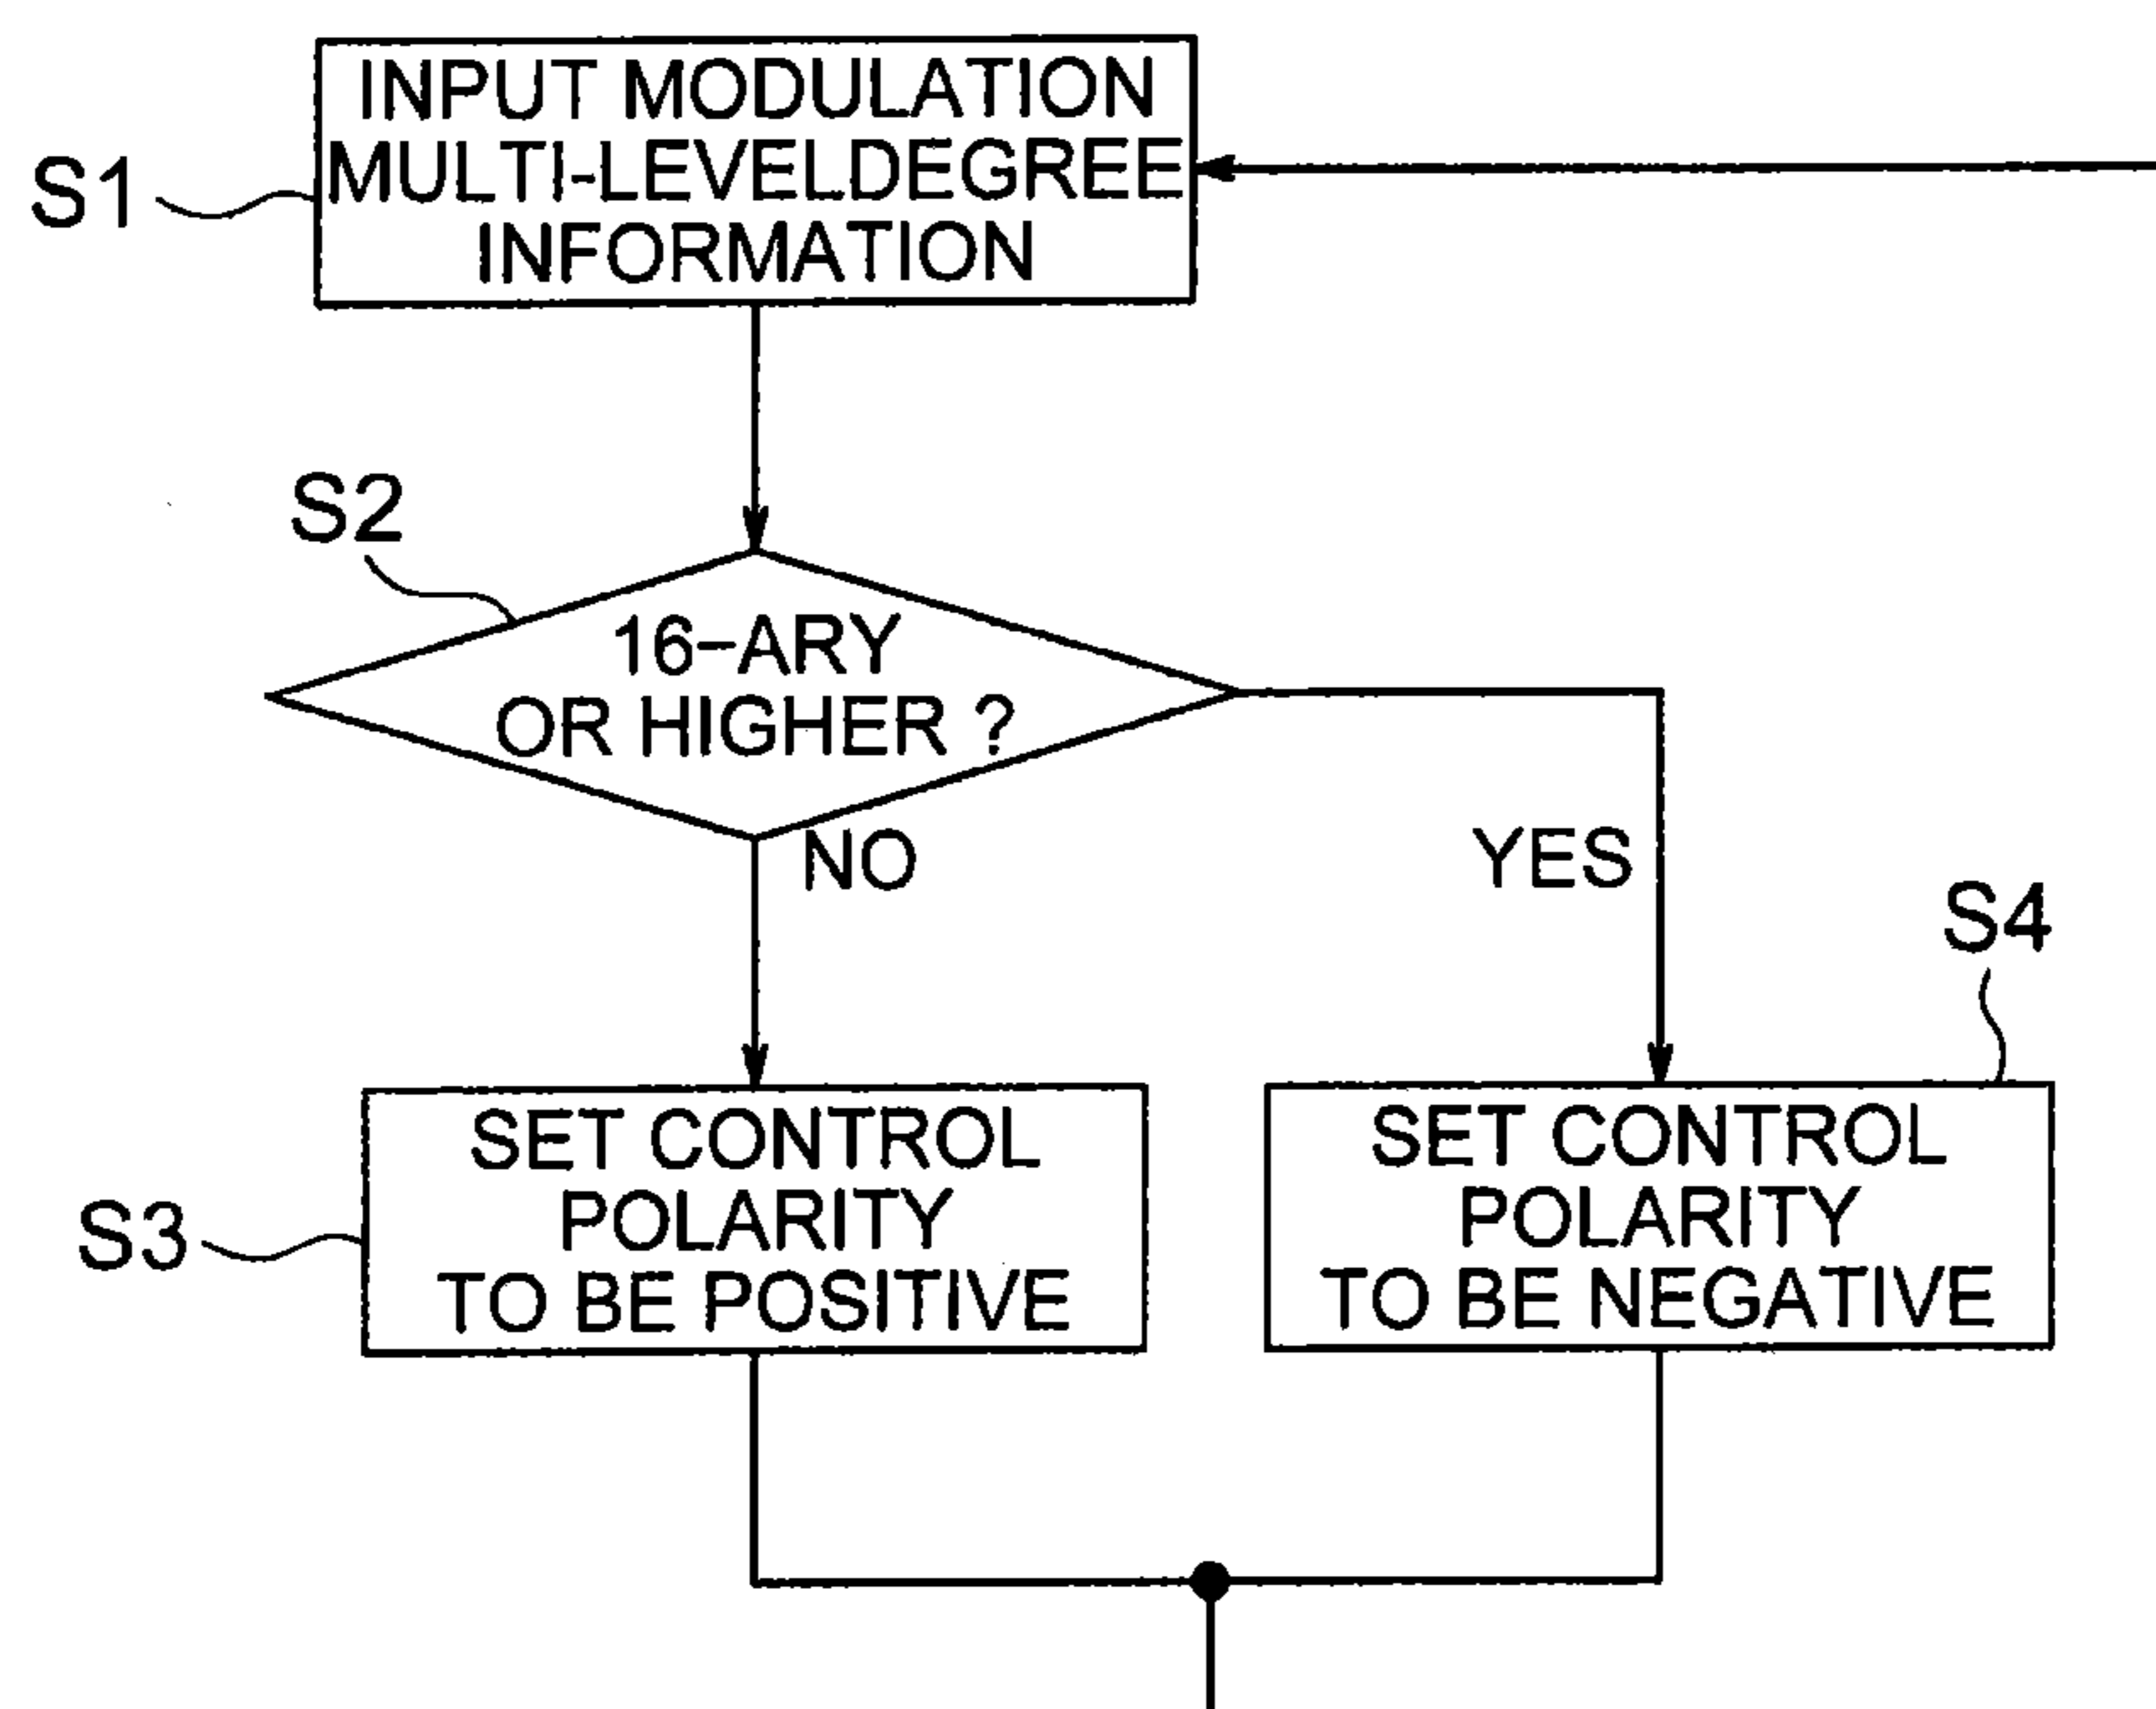 INPUT MODULATION
MULTI-LEVELDEGREE
INFORMATION
S1
S2
16-ARY
OR HIGHER ?
NO
YES
S4
SET CONTROL
POLARITY
TO BE POSITIVE
S3
SET CONTROL
POLARITY
TO BE NEGATIVE